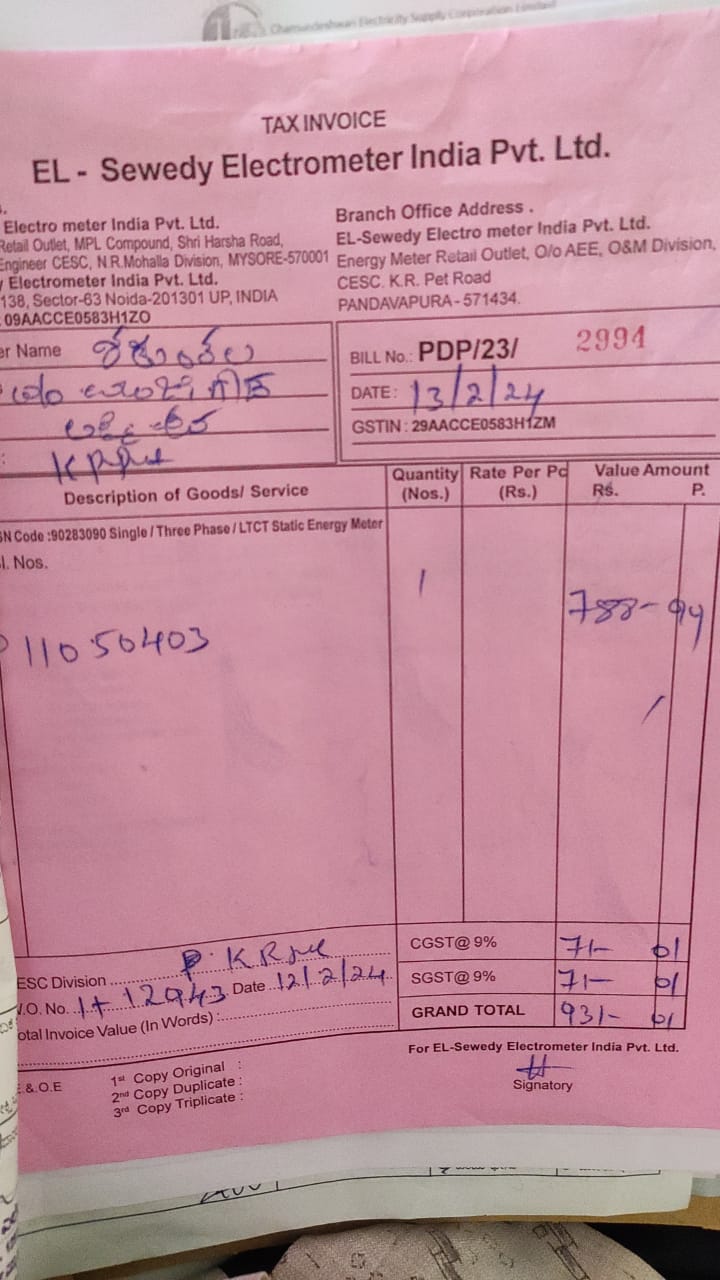 Chamundeshwari Electricity Supply Corporation Limited
TAX INVOICE
EL - Sewedy Electrometer India Pvt. Ltd.
Electro meter India Pvt. Ltd.
Retail Outlet, MPL Compound, Shri Harsha Road,
Engineer CESC, N.R.Mohalla Division, MYSORE-570001
Electrometer India Pvt. Ltd.
138, Sector-63 Noida-201301 UP, INDIA
09AACCE0583H1ZO
Branch Office Address .
EL-Sewedy Electro meter India Pvt. Ltd.
Energy Meter Retail Outlet, O/o AEE, O&M Division,
CESC. K.R. Pet Road
PANDAVAPURA - 571434.
Name
BILL No.: PDP/23/ 2994
DATE : 13/2/24
GSTIN : 29AACCE0583H1ZM
Description of Goods/ Service
Quantity (Nos.)
Rate Per Pc (Rs.)
Value Amount
Rs. P.
Code :90283090 Single / Three Phase / LTCT Static Energy Meter
Nos.
1
788- 94
11050403
CGST@ 9% 71- 01
SGST@ 9% 71- 01
GRAND TOTAL 931- 01
ESC Division
.O. No. 12943 Date 12/2/24
otal Invoice Value (In Words) :
For EL-Sewedy Electrometer India Pvt. Ltd.
Signatory
E.&.O.E
1st Copy Original :
2nd Copy Duplicate :
3rd Copy Triplicate :